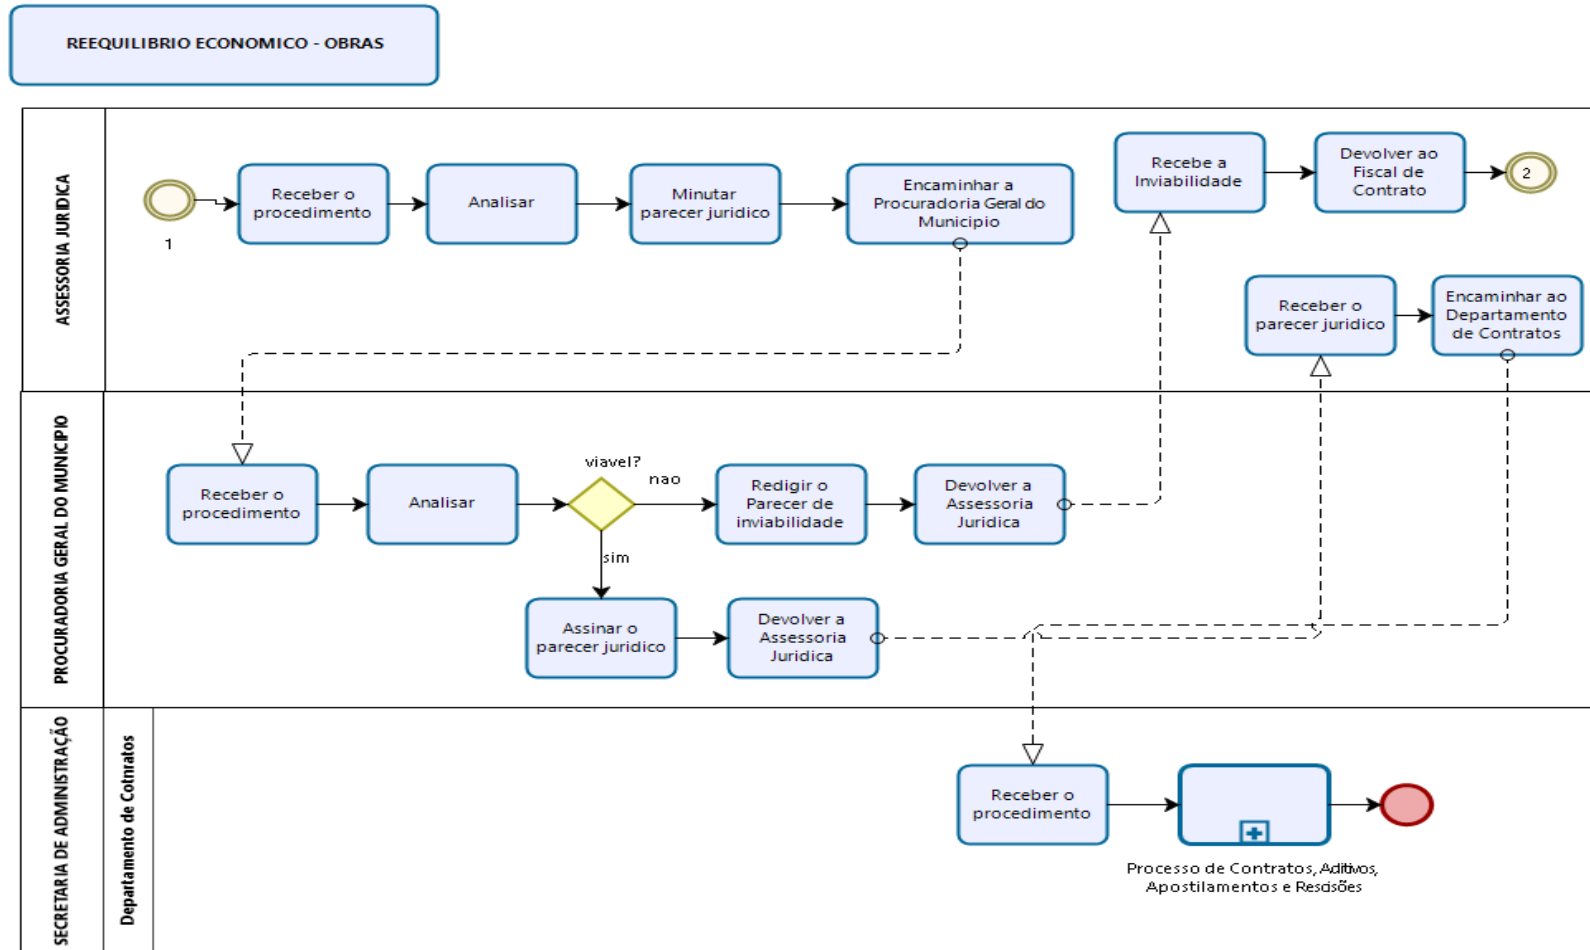 REEQUILIBRIO ECONOMICO - OBRAS
ASSESSORIA JURIDICA
1
Receber o
procedimento
Analisar
Minutar
parecer juridico
Encaminhar a
Procuradoria Geral do
Municipio
Recebe a
Inviabilidade
Devolver ao
Fiscal de
Contrato
2
Receber o
parecer juridico
Encaminhar ao
Departamento
de Contratos
PROCURADORIA GERAL DO MUNICIPIO
Receber o
procedimento
Analisar
viavel?
nao
sim
Redigir o
Parecer de
inviabilidade
Devolver a
Assessoria
Juridica
Assinar o
parecer juridico
Devolver a
Assessoria
Juridica
SECRETARIA DE ADMINISTRAÇÃO
Departamento de Cotnratos
Receber o
procedimento
Processo de Contratos, Aditivos,
Apostilamentos e Rescisões